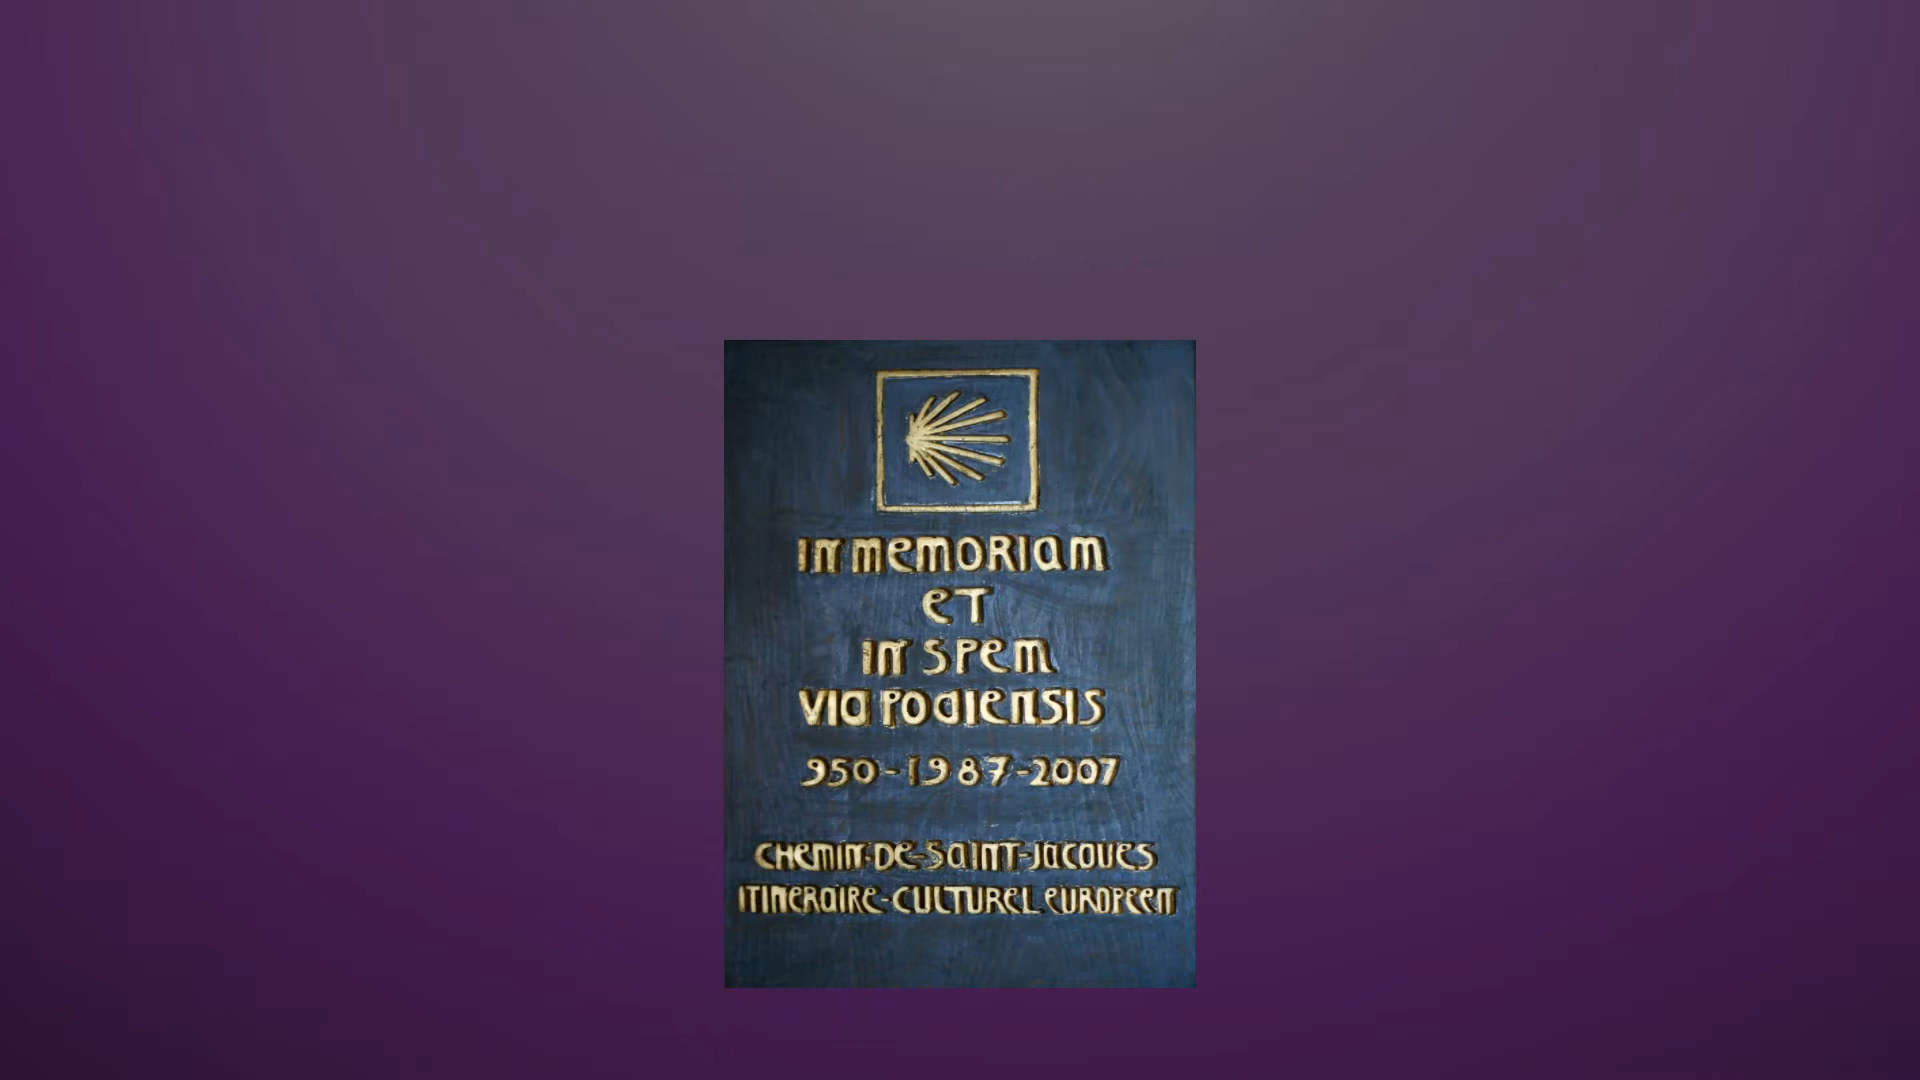 IN MEMORIAM
ET
IN SPEM
VIA PODIENSIS
950-1987-2007
CHEMIN-DE-SAINT-JACQUES
ITINERAIRE-CULTUREL EUROPEEN